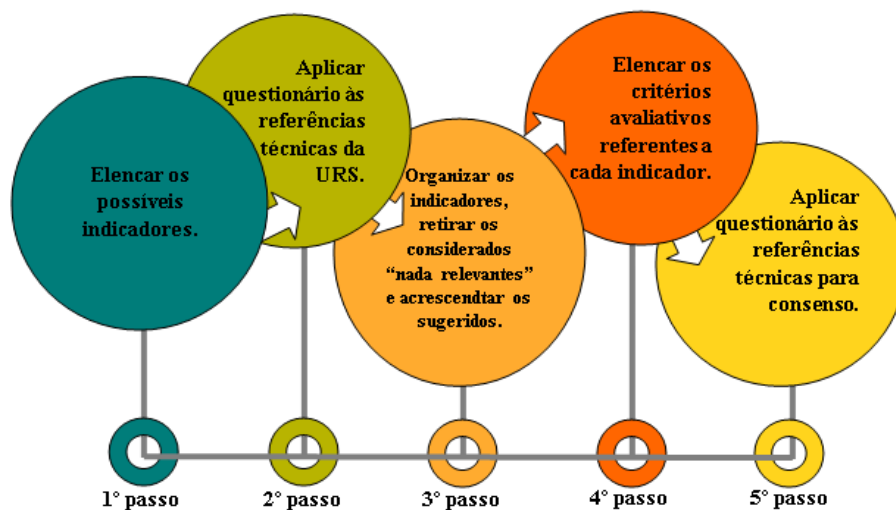 Elencar os
possíveis
indicadores.
Aplicar
questionário às
referências
técnicas da
URS.
Organizar os
indicadores,
retirar os
considerados
“nada relevantes”
e acrescendtar os
sugeridos.
Elencar os
critérios
avaliativos
referentes a
cada indicador.
Aplicar
questionário às
referências
técnicas para
consenso.
1° passo
2° passo
3° passo
4° passo
5° passo